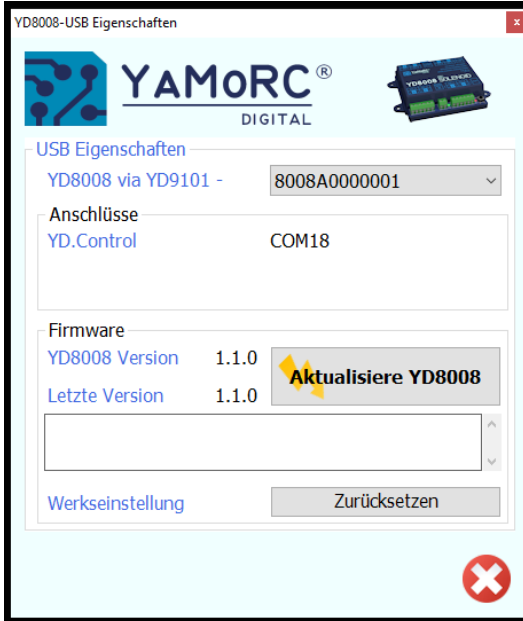 YD8008-USB Eigenschaften
YAMoRC®
DIGITAL
YD8008 SOLENOID
USB Eigenschaften
YD8008 via YD9101 - 8008A0000001
Anschlüsse
YD.Control COM18
Firmware
YD8008 Version 1.1.0
Aktualisiere YD8008
Letzte Version 1.1.0
Werkseinstellung Zurücksetzen